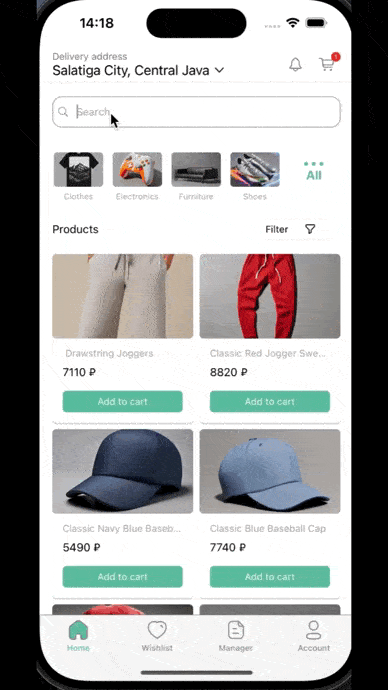 14:18
Delivery address
Salatiga City, Central Java
1
Search
Clothes
Electronics
Furniture
Shoes
All
Products
Filter
Drawstring Joggers
Classic Red Jogger Swe...
7110 ₽
8820 ₽
Add to cart
Add to cart
Classic Navy Blue Baseb...
Classic Blue Baseball Cap
5490 ₽
7740 ₽
Add to cart
Add to cart
Home
Wishlist
Manager
Account